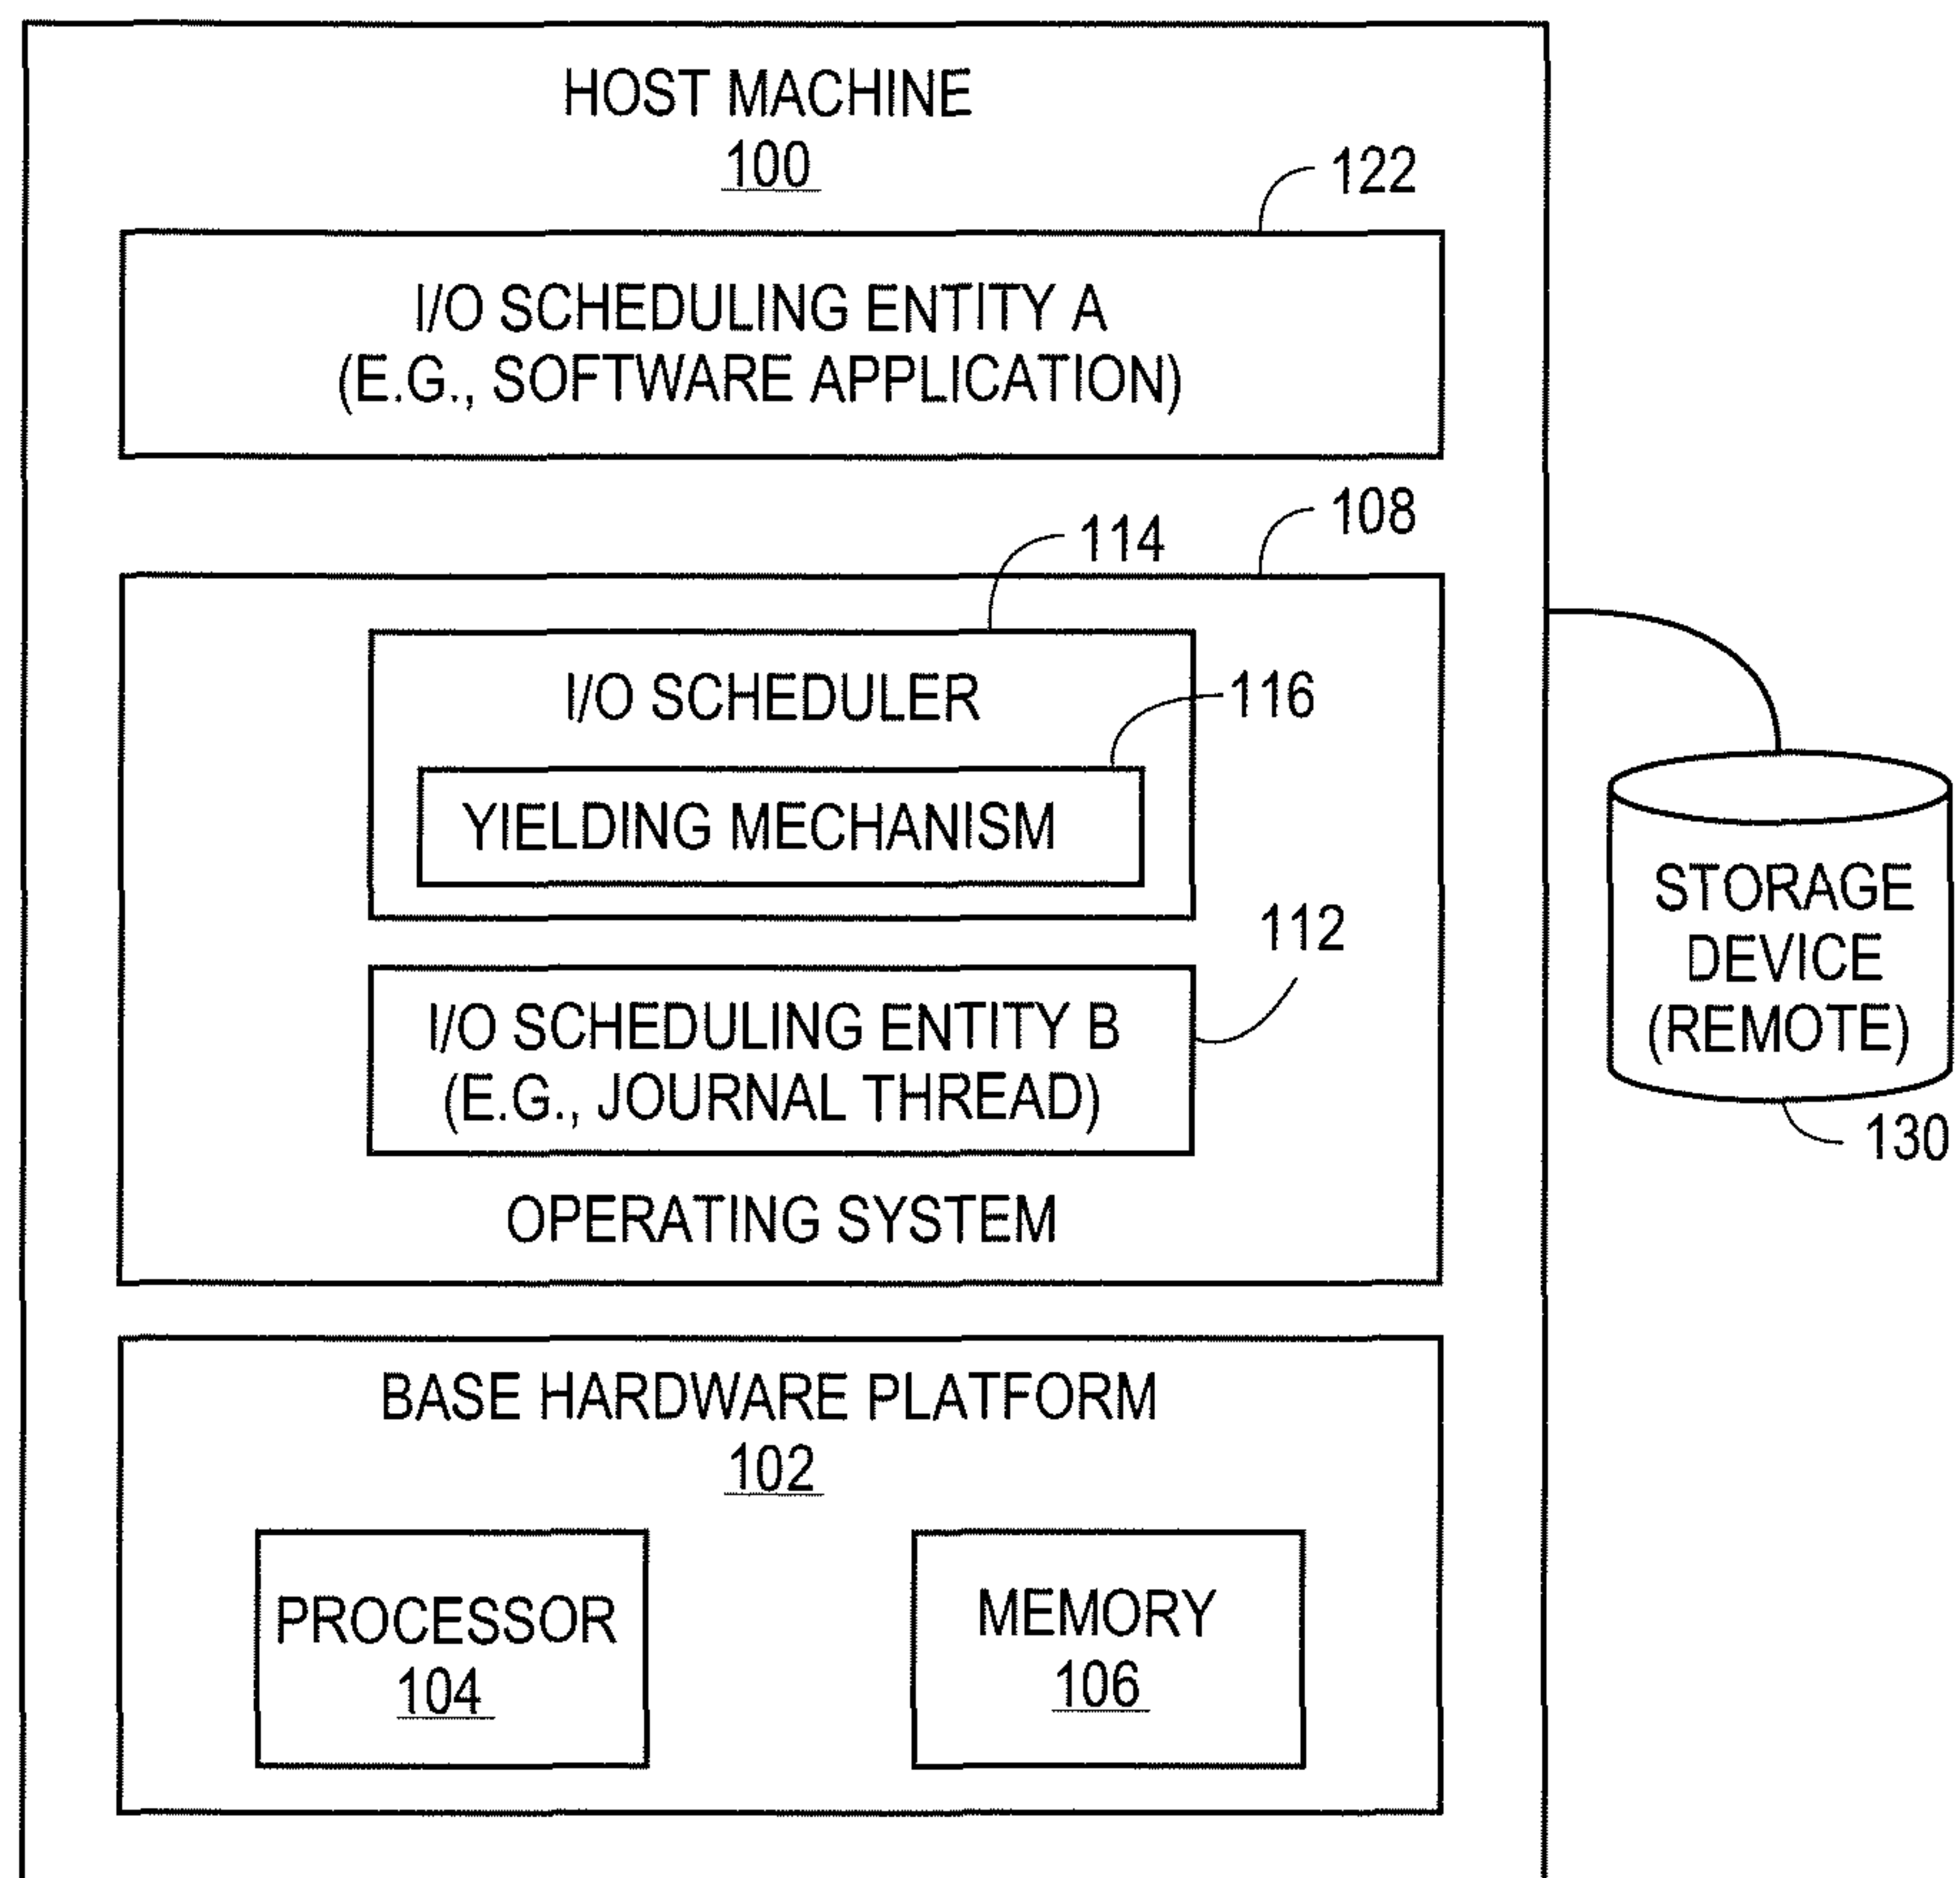 HOST MACHINE
100
122
I/O SCHEDULING ENTITY A
(E.G., SOFTWARE APPLICATION)
108
114
I/O SCHEDULER
116
YIELDING MECHANISM
112
I/O SCHEDULING ENTITY B
(E.G., JOURNAL THREAD)
OPERATING SYSTEM
STORAGE
DEVICE
(REMOTE)
130
BASE HARDWARE PLATFORM
102
PROCESSOR
104
MEMORY
106